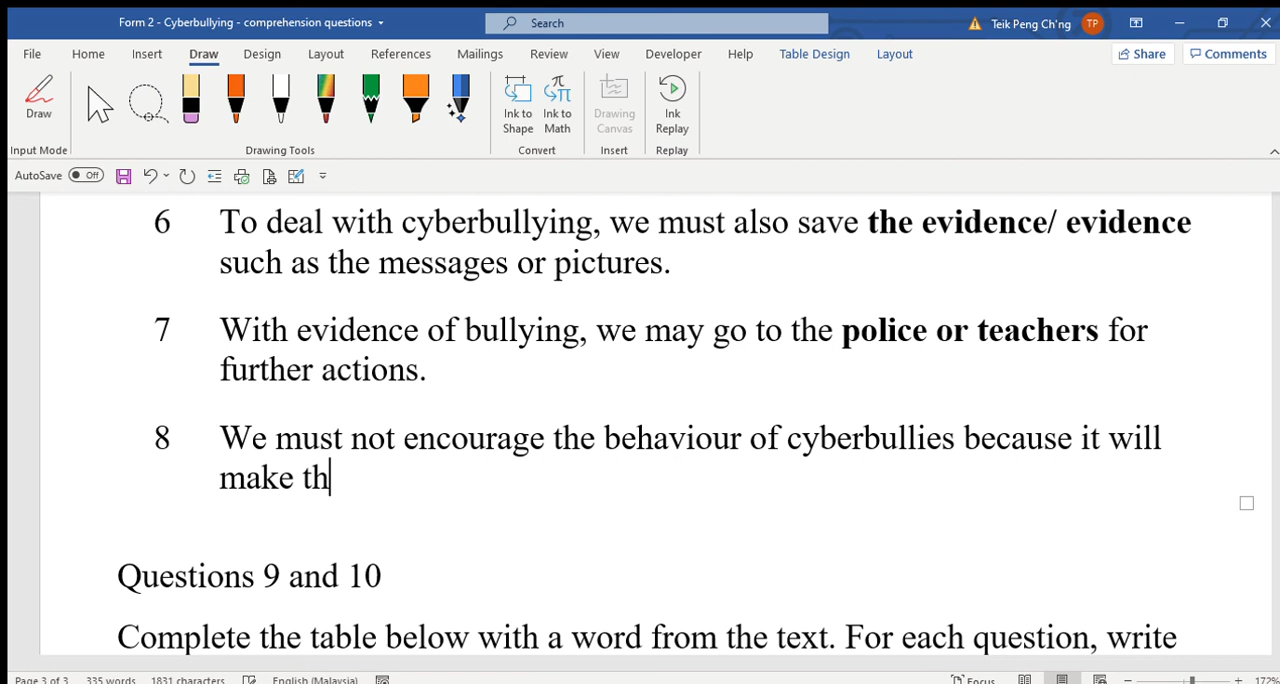 Form 2 - Cyberbullying - comprehension questions
Search
Teik Peng Ch'ng TP
File Home Insert Draw Design Layout References Mailings Review View Developer Help Table Design Layout Share Comments
Draw
Ink to Shape
Ink to Math
Drawing Canvas
Ink Replay
Input Mode Drawing Tools Convert Insert Replay
AutoSave Off
6 To deal with cyberbullying, we must also save the evidence/ evidence
such as the messages or pictures.
7 With evidence of bullying, we may go to the police or teachers for
further actions.
8 We must not encourage the behaviour of cyberbullies because it will
make th
Questions 9 and 10
Complete the table below with a word from the text. For each question, write
Page 3 of 3 335 words 1831 characters English (Malaysia) Focus 172%